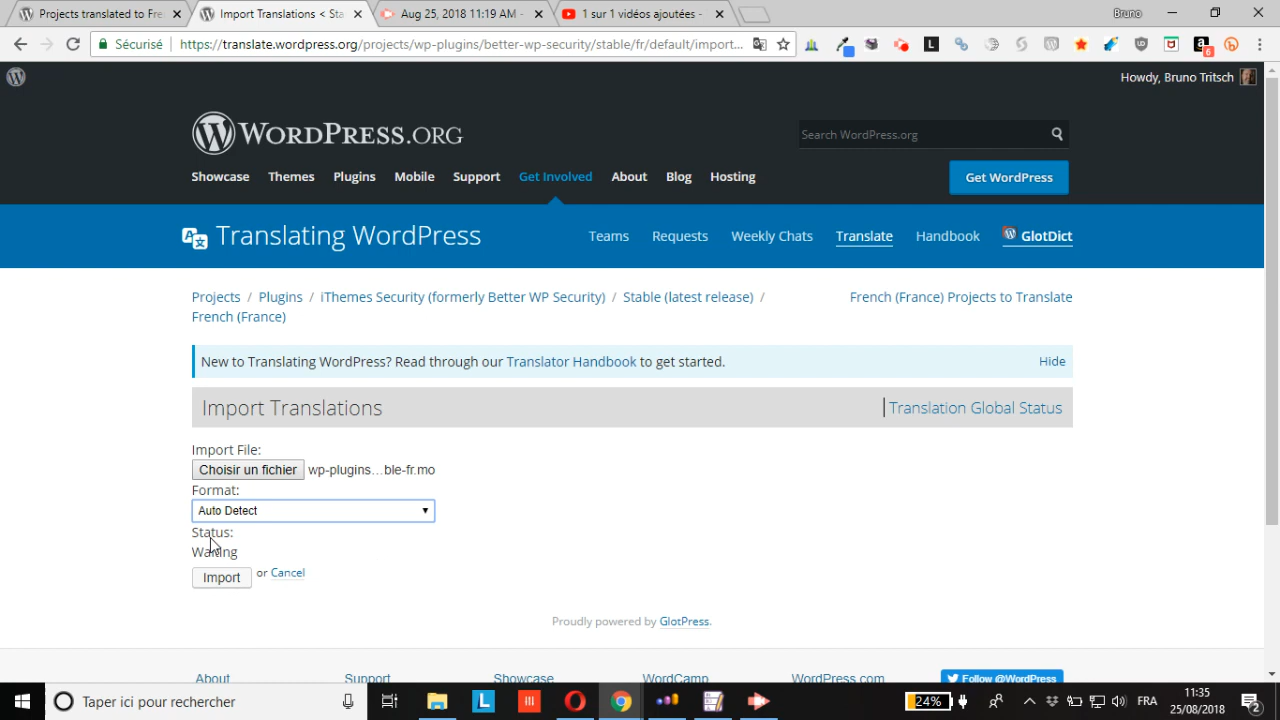 Projects translated to Fre
Import Translations < Sta
Aug 25, 2018 11:19 AM -
1 sur 1 vidéos ajoutées -
Bruno
Sécurisé
https://translate.wordpress.org/projects/wp-plugins/better-wp-security/stable/fr/default/import...
L
6
Howdy, Bruno Tritsch
WORDPRESS.ORG
Search WordPress.org
Showcase Themes Plugins Mobile Support Get Involved About Blog Hosting
Get WordPress
Translating WordPress
Teams Requests Weekly Chats Translate Handbook GlotDict
Projects / Plugins / iThemes Security (formerly Better WP Security) / Stable (latest release) /
French (France)
French (France) Projects to Translate
New to Translating WordPress? Read through our Translator Handbook to get started.
Hide
Import Translations
Translation Global Status
Import File:
Choisir un fichier wp-plugins...ble-fr.mo
Format:
Auto Detect
Status:
Waiting
Import or Cancel
Proudly powered by GlotPress.
About Support Showcase WordCamp WordPress.com
Follow @WordPress
Taper ici pour rechercher
L
24%
FRA
11:35
25/08/2018
2